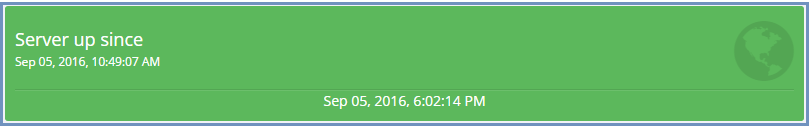 Server up since
Sep 05, 2016, 10:49:07 AM
Sep 05, 2016, 6:02:14 PM